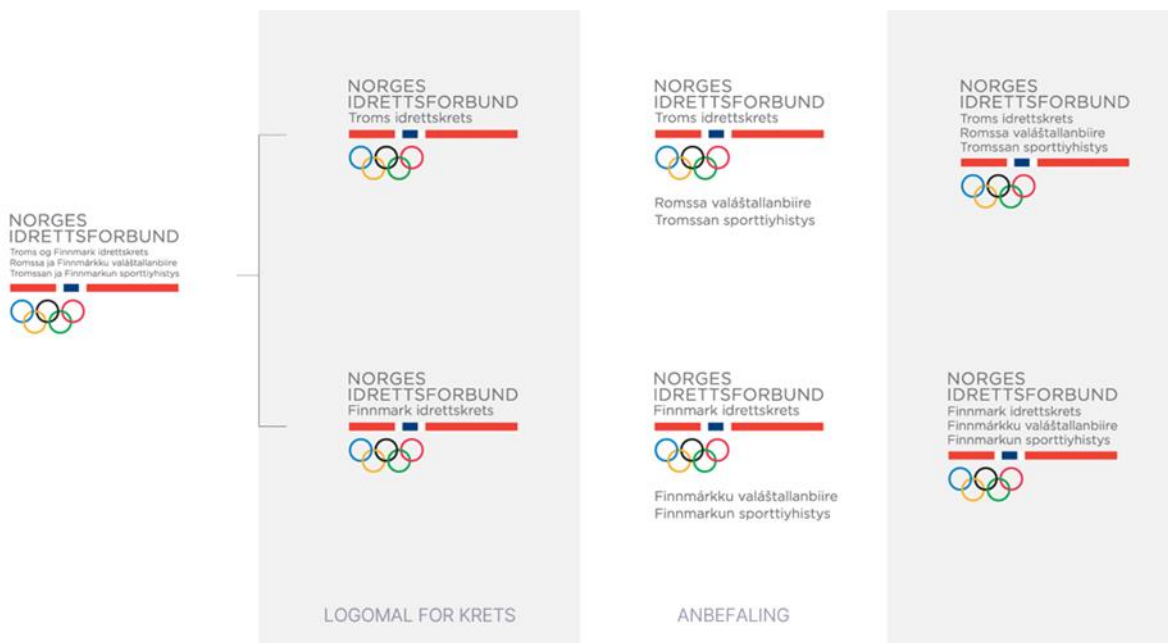 NORGES
IDRETTSFORBUND
Troms og Finnmark idrettskrets
Romssa ja Finnmárkku valáštallanbiire
Tromssan ja Finnmarkun sporttiyhistys
NORGES
IDRETTSFORBUND
Troms idrettskrets
NORGES
IDRETTSFORBUND
Finnmark idrettskrets
LOGOMAL FOR KRETS
NORGES
IDRETTSFORBUND
Troms idrettskrets
Romssa valáštallanbiire
Tromssan sporttiyhistys
NORGES
IDRETTSFORBUND
Finnmark idrettskrets
Finnmárkku valáštallanbiire
Finnmarkun sporttiyhistys
ANBEFALING
NORGES
IDRETTSFORBUND
Troms idrettskrets
Romssa valáštallanbiire
Tromssan sporttiyhistys
NORGES
IDRETTSFORBUND
Finnmark idrettskrets
Finnmárkku valáštallanbiire
Finnmarkun sporttiyhistys